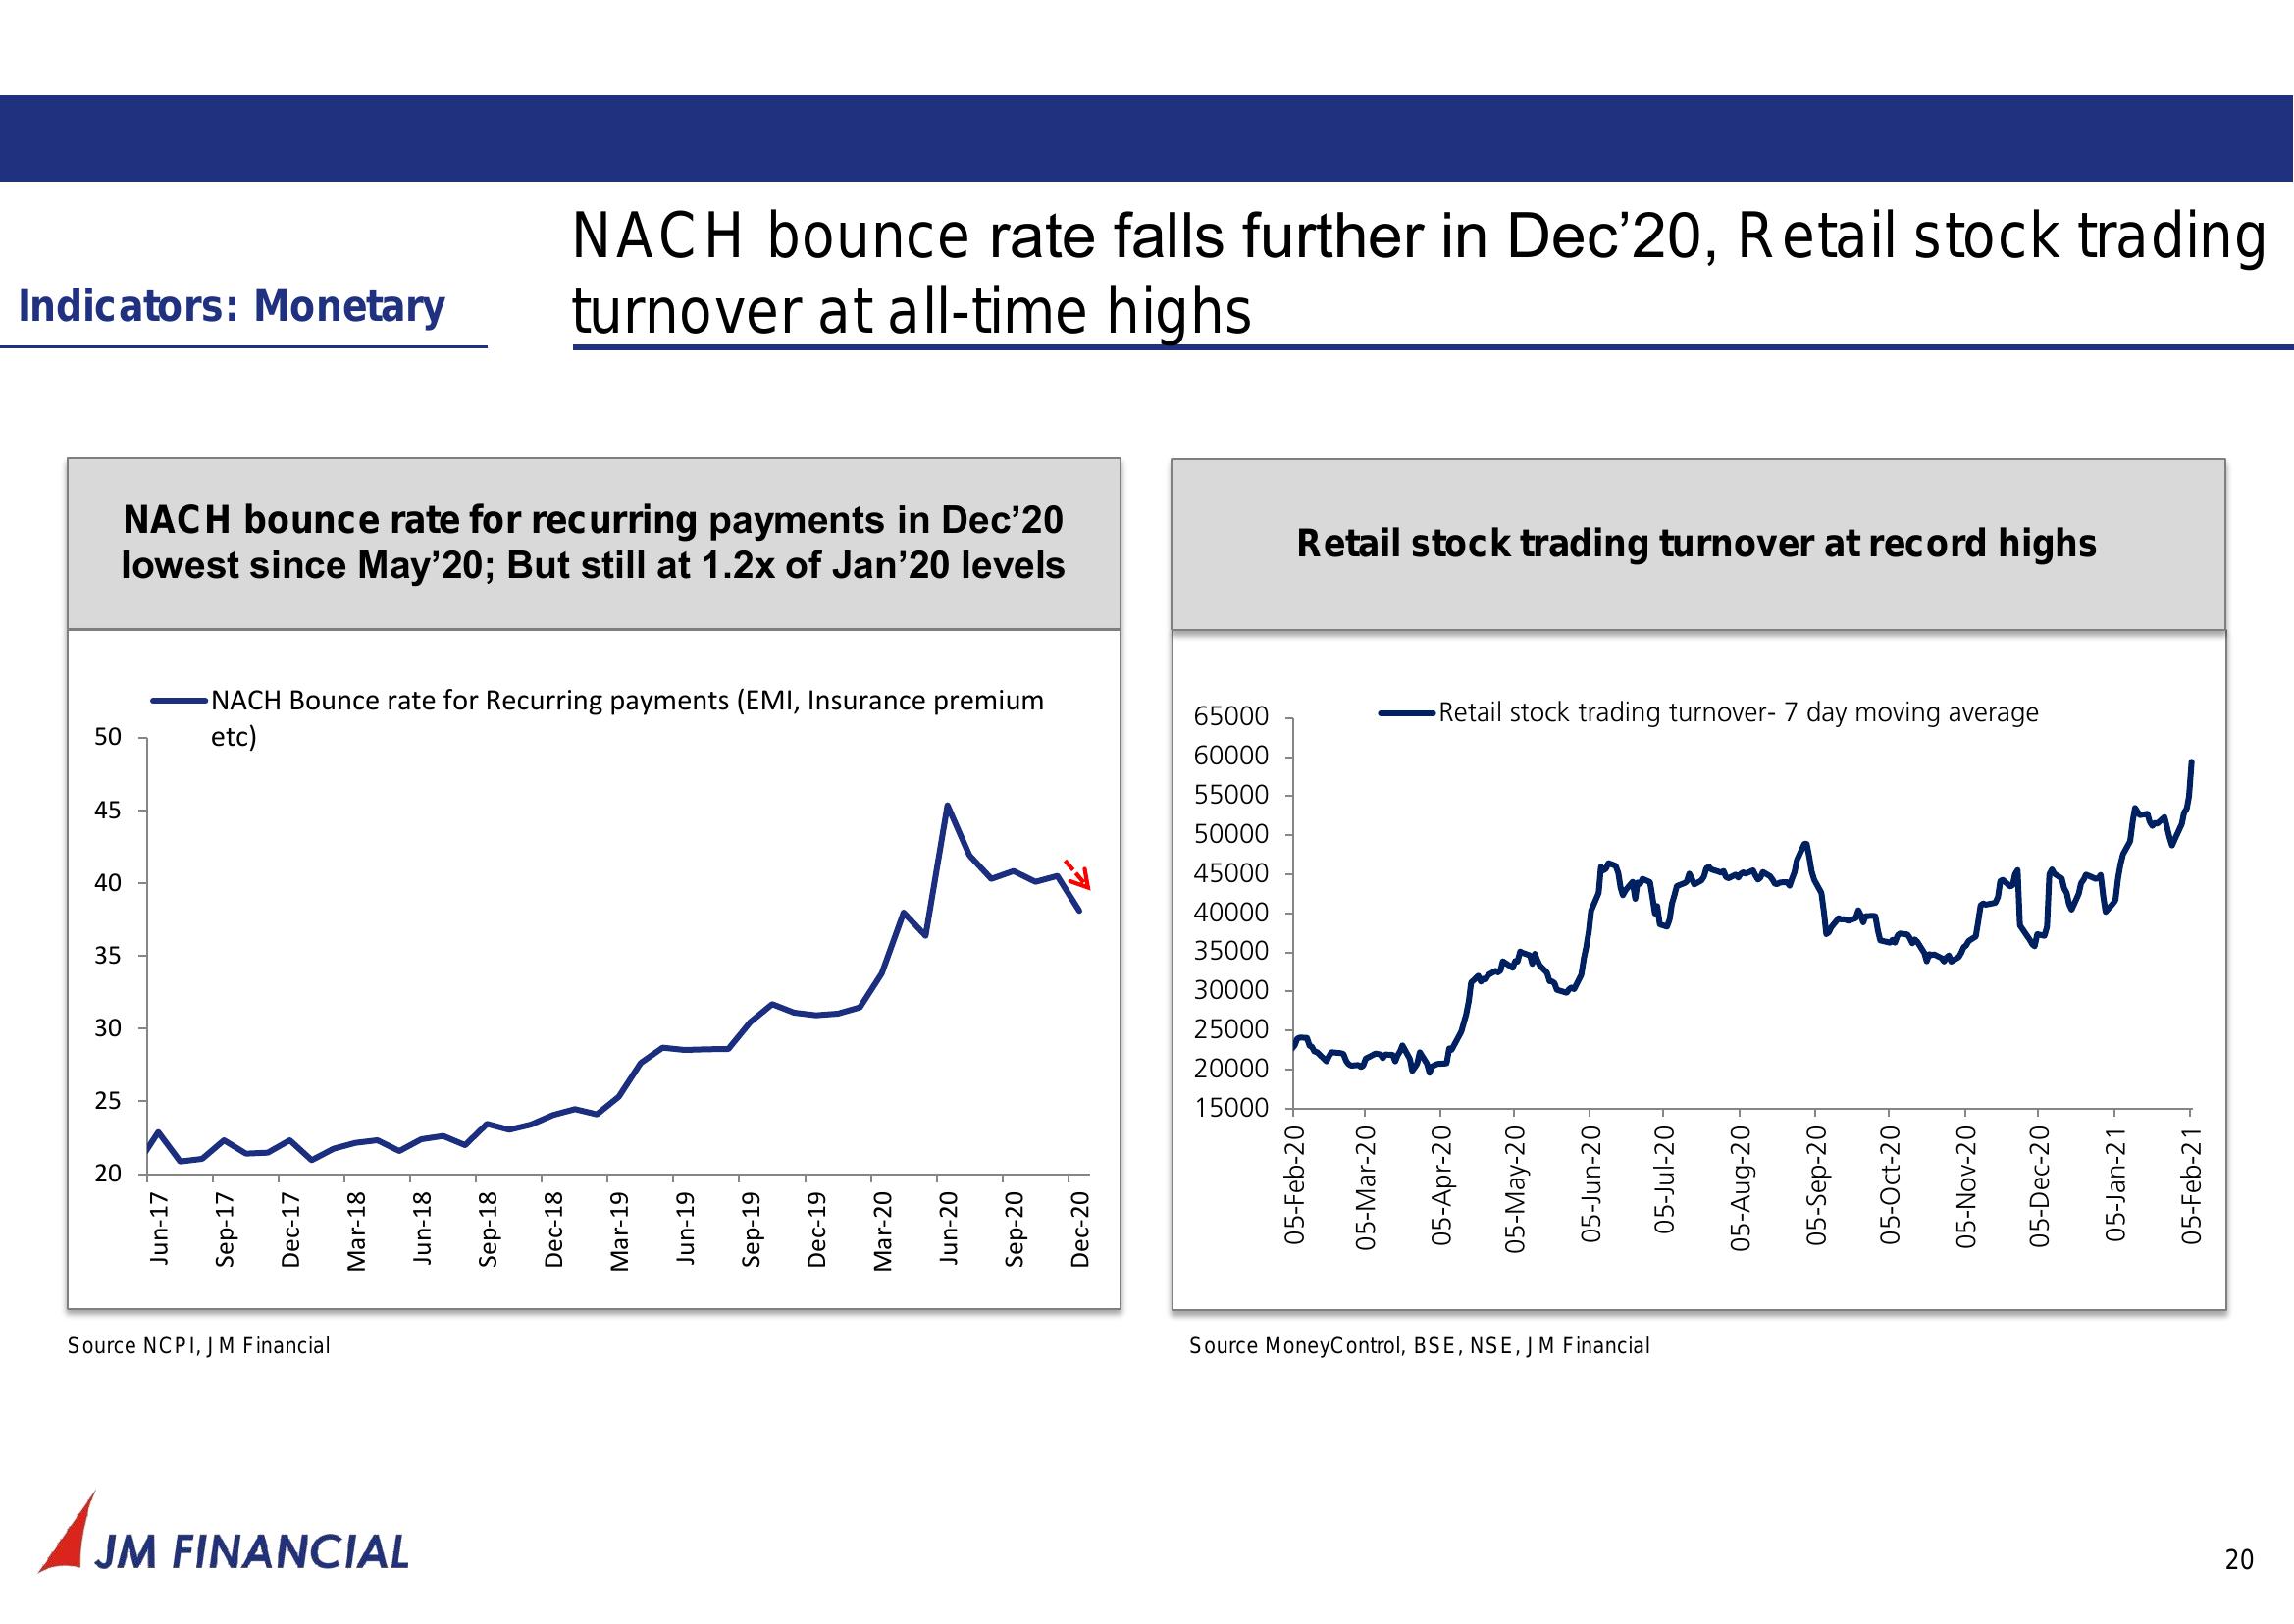 NACH bounce rate falls further in Dec’20, Retail stock trading
turnover at all-time highs
Indicators: Monetary
NACH bounce rate for recurring payments in Dec’20
lowest since May’20; But still at 1.2x of Jan’20 levels
NACH Bounce rate for Recurring payments (EMI, Insurance premium
etc)
50
45
40
35
30
25
20
Jun-17
Sep-17
Dec-17
Mar-18
Jun-18
Sep-18
Dec-18
Mar-19
Jun-19
Sep-19
Dec-19
Mar-20
Jun-20
Sep-20
Dec-20
Source NCPI, JM Financial
Retail stock trading turnover at record highs
Retail stock trading turnover- 7 day moving average
65000
60000
55000
50000
45000
40000
35000
30000
25000
20000
15000
05-Feb-20
05-Mar-20
05-Apr-20
05-May-20
05-Jun-20
05-Jul-20
05-Aug-20
05-Sep-20
05-Oct-20
05-Nov-20
05-Dec-20
05-Jan-21
05-Feb-21
Source MoneyControl, BSE, NSE, JM Financial
JM FINANCIAL
20